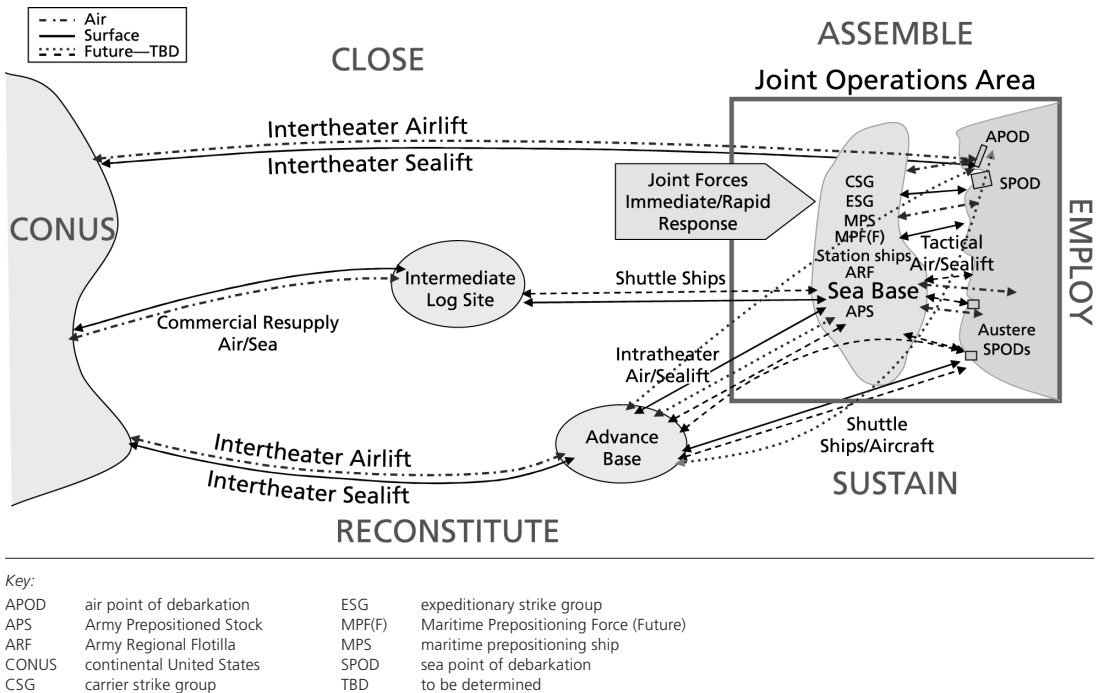 Air
Surface
Future—TBD
CLOSE
ASSEMBLE
Joint Operations Area
Intertheater Airlift
Intertheater Sealift
APOD
SPOD
Joint Forces
Immediate/Rapid
Response
CSG
ESG
MPS
MPF(F)
Station ships
ARF
Sea Base
APS
Tactical
Air/Sealift
EMPLOY
CONUS
Intermediate
Log Site
Shuttle Ships
Commercial Resupply
Air/Sea
Austere
SPODs
Intratheater
Air/Sealift
Advance
Base
Shuttle
Ships/Aircraft
Intertheater Airlift
Intertheater Sealift
SUSTAIN
RECONSTITUTE
Key:
APOD air point of debarkation
APS Army Prepositioned Stock
ARF Army Regional Flotilla
CONUS continental United States
CSG carrier strike group
ESG expeditionary strike group
MPF(F) Maritime Prepositioning Force (Future)
MPS maritime prepositioning ship
SPOD sea point of debarkation
TBD to be determined